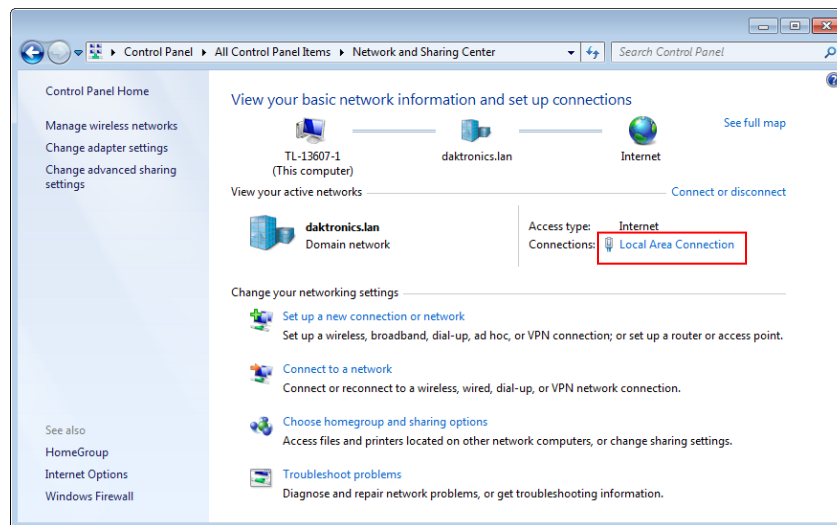 Control Panel ▸ All Control Panel Items ▸ Network and Sharing Center
Search Control Panel
Control Panel Home
Manage wireless networks
Change adapter settings
Change advanced sharing
settings
See also
HomeGroup
Internet Options
Windows Firewall
View your basic network information and set up connections
See full map
TL-13607-1
(This computer)
daktronics.lan
Internet
View your active networks
Connect or disconnect
daktronics.lan
Domain network
Access type: Internet
Connections: Local Area Connection
Change your networking settings
Set up a new connection or network
Set up a wireless, broadband, dial-up, ad hoc, or VPN connection; or set up a router or access point.
Connect to a network
Connect or reconnect to a wireless, wired, dial-up, or VPN network connection.
Choose homegroup and sharing options
Access files and printers located on other network computers, or change sharing settings.
Troubleshoot problems
Diagnose and repair network problems, or get troubleshooting information.